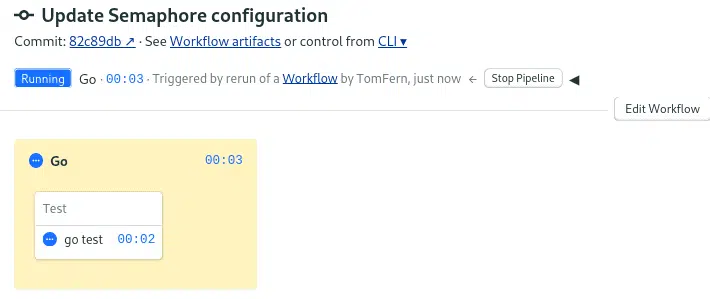 Update Semaphore configuration
Commit: 82c89db ↗ · See Workflow artifacts or control from CLI ▾
Running Go · 00:03 · Triggered by rerun of a Workflow by TomFern, just now ← Stop Pipeline ◀
Edit Workflow
Go 00:03
Test
go test 00:02